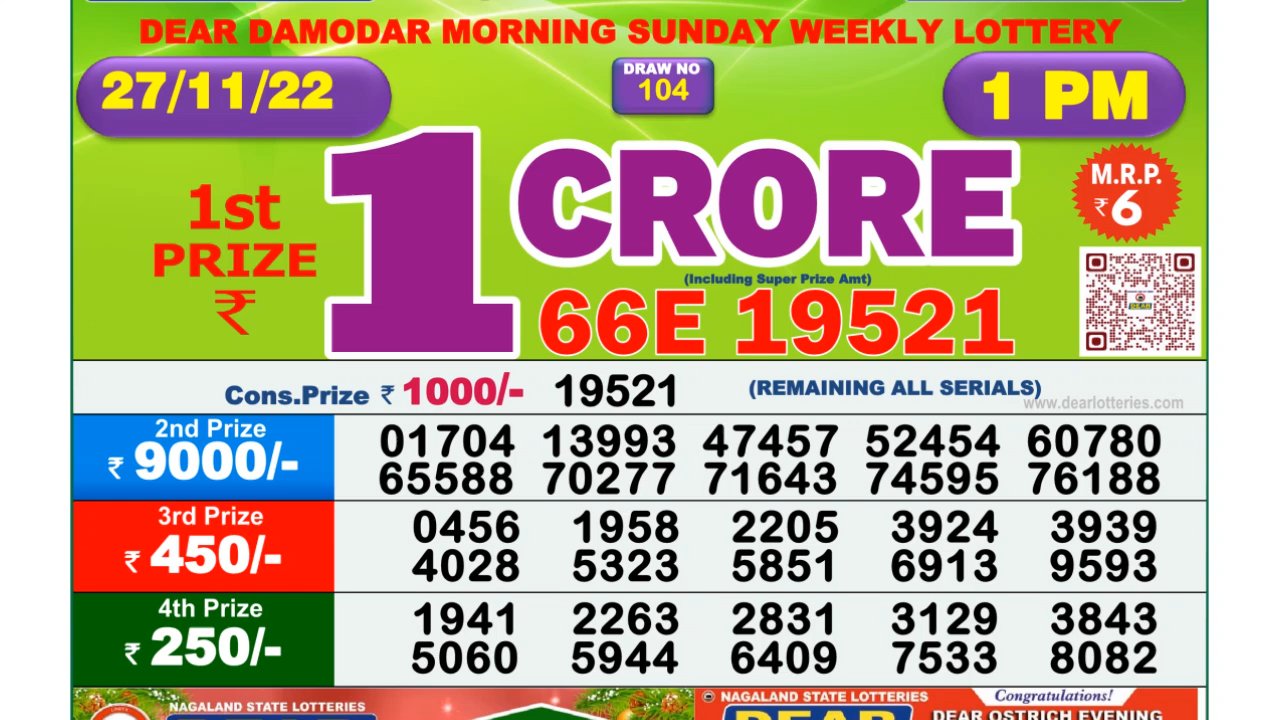 DEAR DAMODAR MORNING SUNDAY WEEKLY LOTTERY
27/11/22
DRAW NO
104
1 PM
1st
PRIZE
₹
1 CRORE
(Including Super Prize Amt)
66E 19521
M.R.P.
₹ 6
DEAR
Cons.Prize ₹ 1000/- 19521 (REMAINING ALL SERIALS)
www.dearlotteries.com
2nd Prize
₹ 9000/-
01704 13993 47457 52454 60780
65588 70277 71643 74595 76188
3rd Prize
₹ 450/-
0456 1958 2205 3924 3939
4028 5323 5851 6913 9593
4th Prize
₹ 250/-
1941 2263 2831 3129 3843
5060 5944 6409 7533 8082
NAGALAND STATE LOTTERIES
NAGALAND STATE LOTTERIES
Congratulations!
DEAR
DEAR OSTRICH EVENING